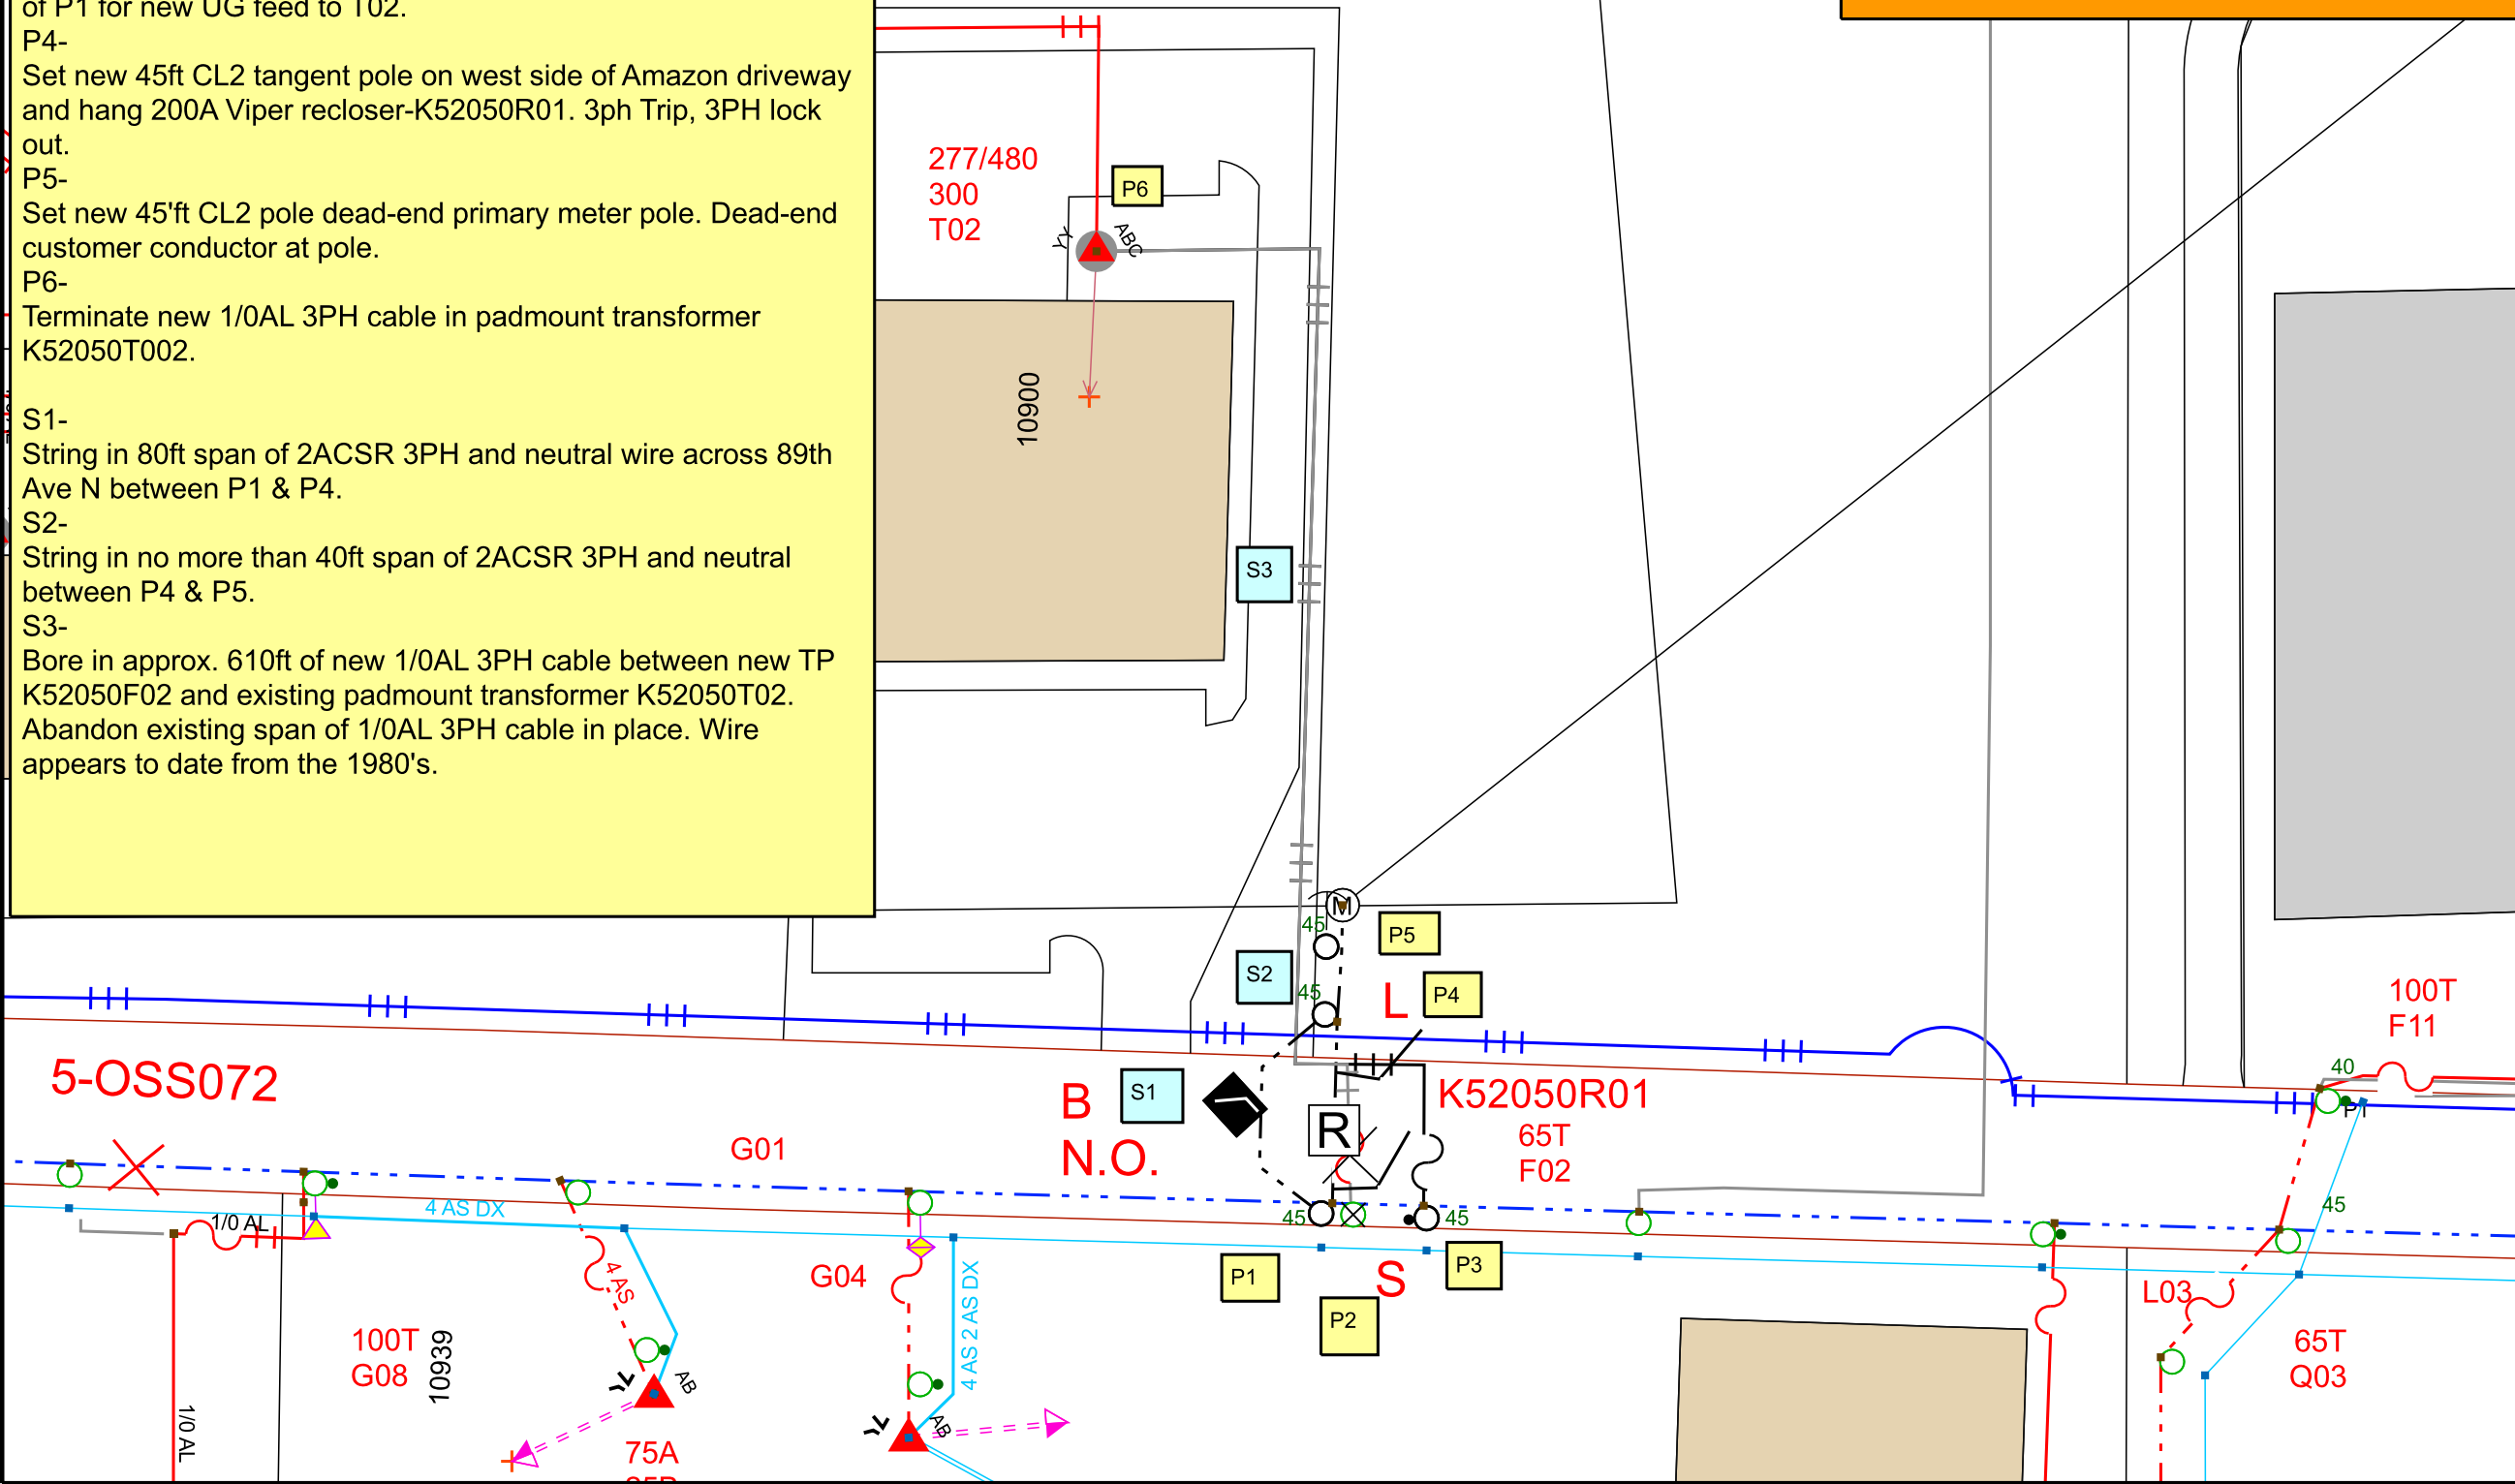 of P1 for new UG feed to T02.
P4-
Set new 45ft CL2 tangent pole on west side of Amazon driveway
and hang 200A Viper recloser-K52050R01. 3ph Trip, 3PH lock
out.
P5-
Set new 45'ft CL2 pole dead-end primary meter pole. Dead-end
customer conductor at pole.
P6-
Terminate new 1/0AL 3PH cable in padmount transformer
K52050T002.
S1-
String in 80ft span of 2ACSR 3PH and neutral wire across 89th
Ave N between P1 & P4.
S2-
String in no more than 40ft span of 2ACSR 3PH and neutral
between P4 & P5.
S3-
Bore in approx. 610ft of new 1/0AL 3PH cable between new TP
K52050F02 and existing padmount transformer K52050T02.
Abandon existing span of 1/0AL 3PH cable in place. Wire
appears to date from the 1980's.
277/480
300
T02
P6
YY
ABC
10900
S3
M
45
P5
S2
45
L
P4
100T
F11
40
P1
5-OSS072
B
N.O.
S1
R
K52050R01
65T
F02
G01
4 AS DX
1/0 AL
45
45
45
P1
P2
S
P3
4 AS
G04
4 AS 2 AS DX
L03
65T
Q03
100T
G08
10939
1/0 AL
AB
AB
75A